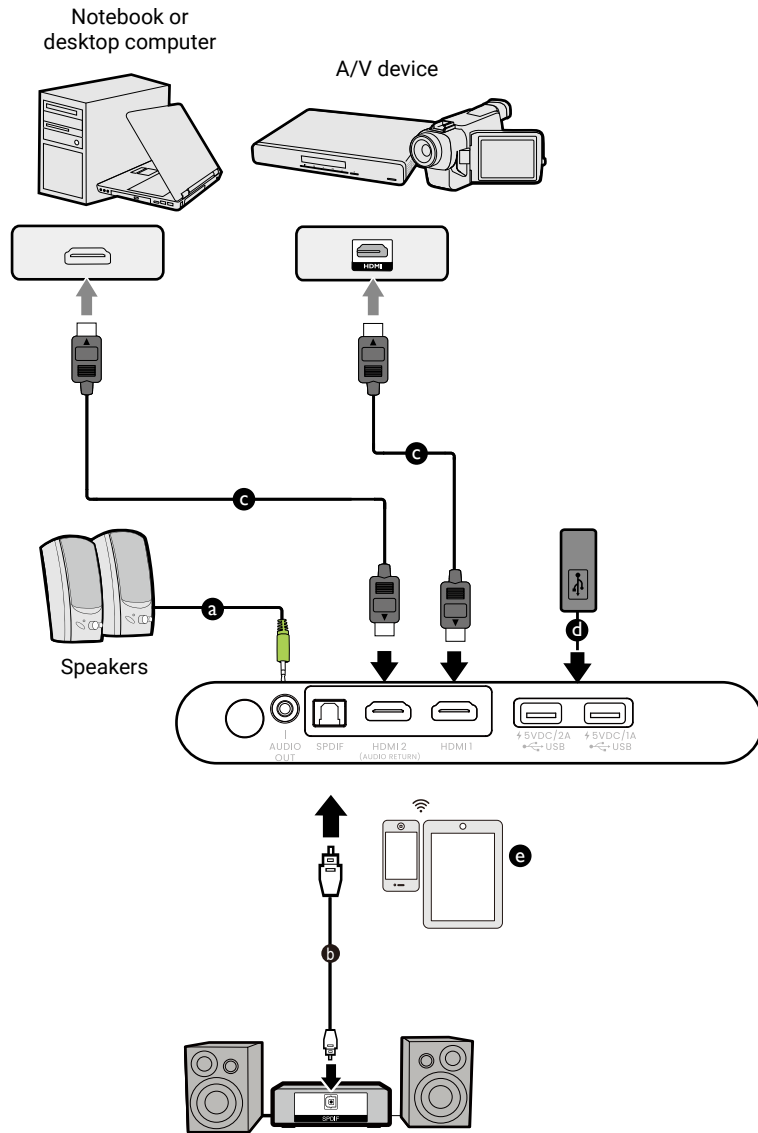 Notebook or
desktop computer
A/V device
HDMI
c
c
a
d
Speakers
AUDIO
OUT
SPDIF
HDMI 2
(AUDIO RETURN)
HDMI 1
5VDC/2A
USB
5VDC/1A
USB
e
b
SPDIF